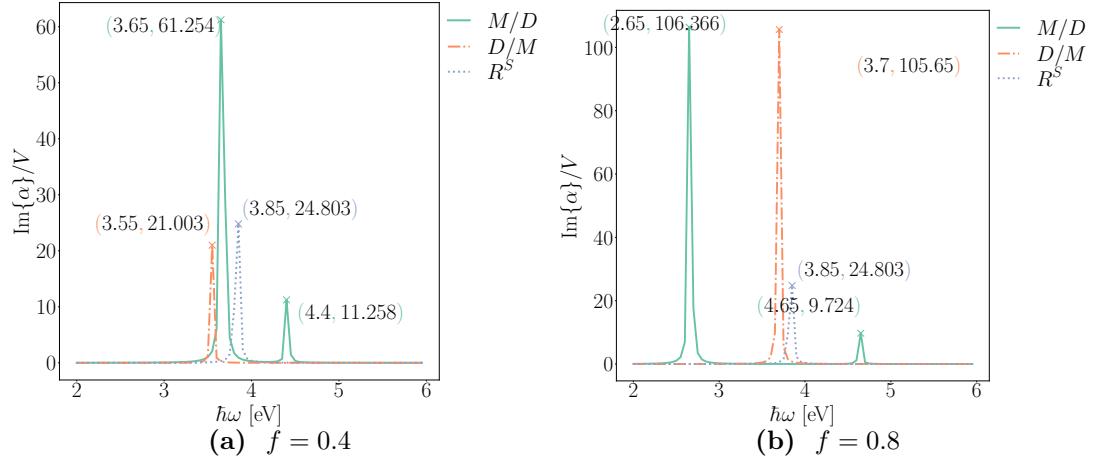 60
50
40
30
20
10
0
Im{α}/V
(3.65, 61.254)
(3.55, 21.003)
(3.85, 24.803)
(4.4, 11.258)
2 3 4 5 6
ħω [eV]
M/D
D/M
R^S
(a) f = 0.4
100
80
60
40
20
0
Im{α}/V
(2.65, 106.366)
(3.7, 105.65)
(3.85, 24.803)
(4.65, 9.724)
2 3 4 5 6
ħω [eV]
M/D
D/M
R^S
(b) f = 0.8